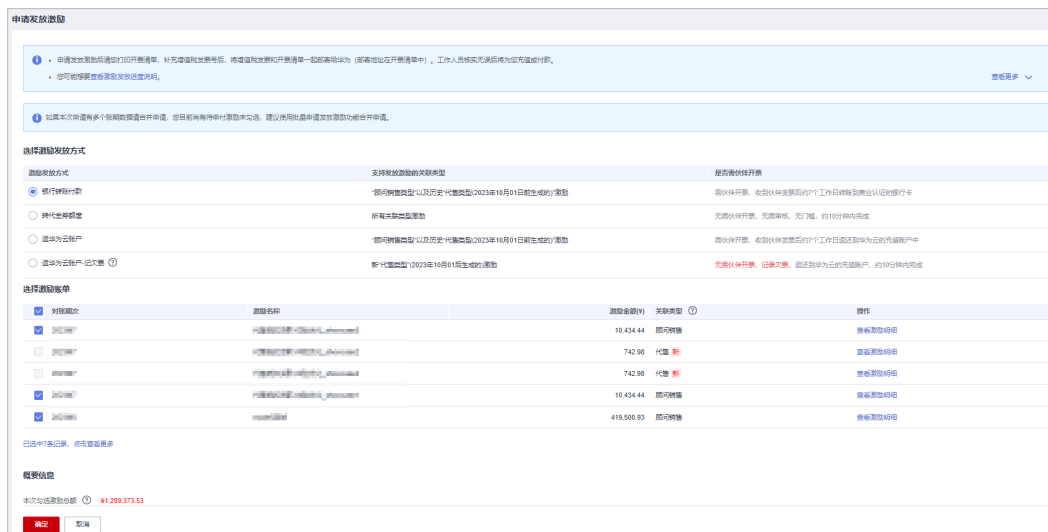 申请发放激励
申请发放激励后请您打印开票清单，补充增值税发票号后，将增值税发票和开票清单一起邮寄给华为（邮寄地址在开票清单中）。工作人员核实无误后将为您充值或付款。
您可能想要查看激励发放进度说明。
查看更多
如需本次申请有多个账期数据请合并申请，您目前尚有待申付激励未勾选，建议使用批量申请发放激励功能合并申请。
选择激励发放方式
激励发放方式 支持发放激励的关联类型 是否需伙伴开票
银行转账付款 "顾问销售类型"以及历史"代售类型(2023年10月01日前生成的)"激励 需伙伴开票，收到伙伴发票后约7个工作日转账到商业认证的银行卡
转代金券额度 所有关联类型激励 无需伙伴开票，无需审核，无门槛，约10分钟内完成
返华为云账户 "顾问销售类型"以及历史"代售类型(2023年10月01日前生成的)"激励 需伙伴开票，收到伙伴发票后约7个工作日返还到华为云的充值账户中
返华为云账户-记欠票 新"代售类型"(2023年10月01后生成的)激励 无需伙伴开票，记录欠票，返还到华为云的充值账户，约10分钟内完成
选择激励账单
对账期次 激励名称 激励金额(¥) 关联类型 操作
10,434.44 顾问销售 查看激励明细
742.98 代售 新 查看激励明细
742.98 代售 新 查看激励明细
10,434.44 顾问销售 查看激励明细
419,500.93 顾问销售 查看激励明细
已选中7条记录，点击查看更多
概要信息
本次勾选激励总额 ¥1,289,373.93
确定 取消